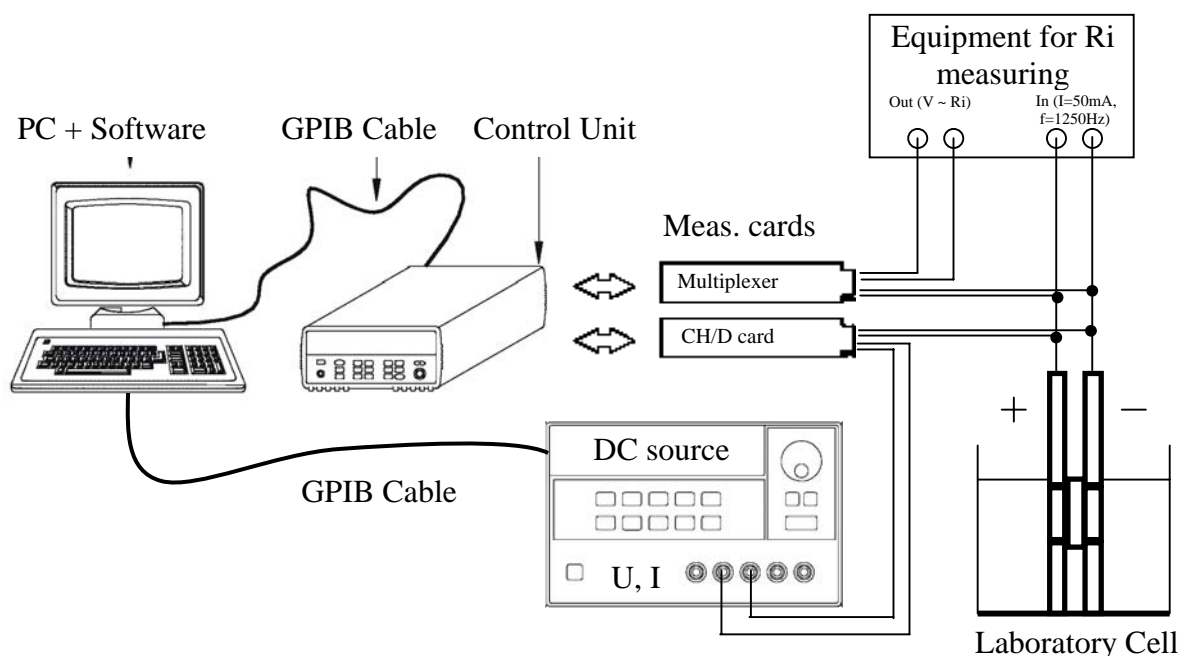 Equipment for Ri
measuring
Out (V ~ Ri)
In (I=50mA,
f=1250Hz)
PC + Software
GPIB Cable
Control Unit
Meas. cards
Multiplexer
CH/D card
+
−
DC source
GPIB Cable
U, I
Laboratory Cell